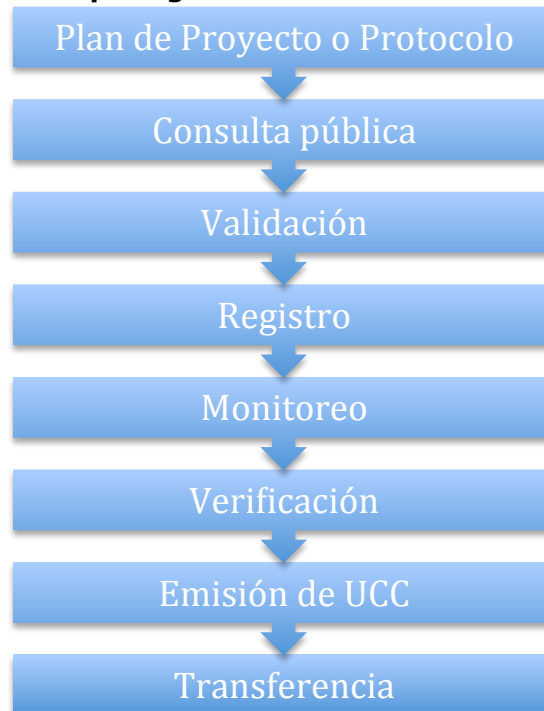 Plan de Proyecto o Protocolo
Consulta pública
Validación
Registro
Monitoreo
Verificación
Emisión de UCC
Transferencia